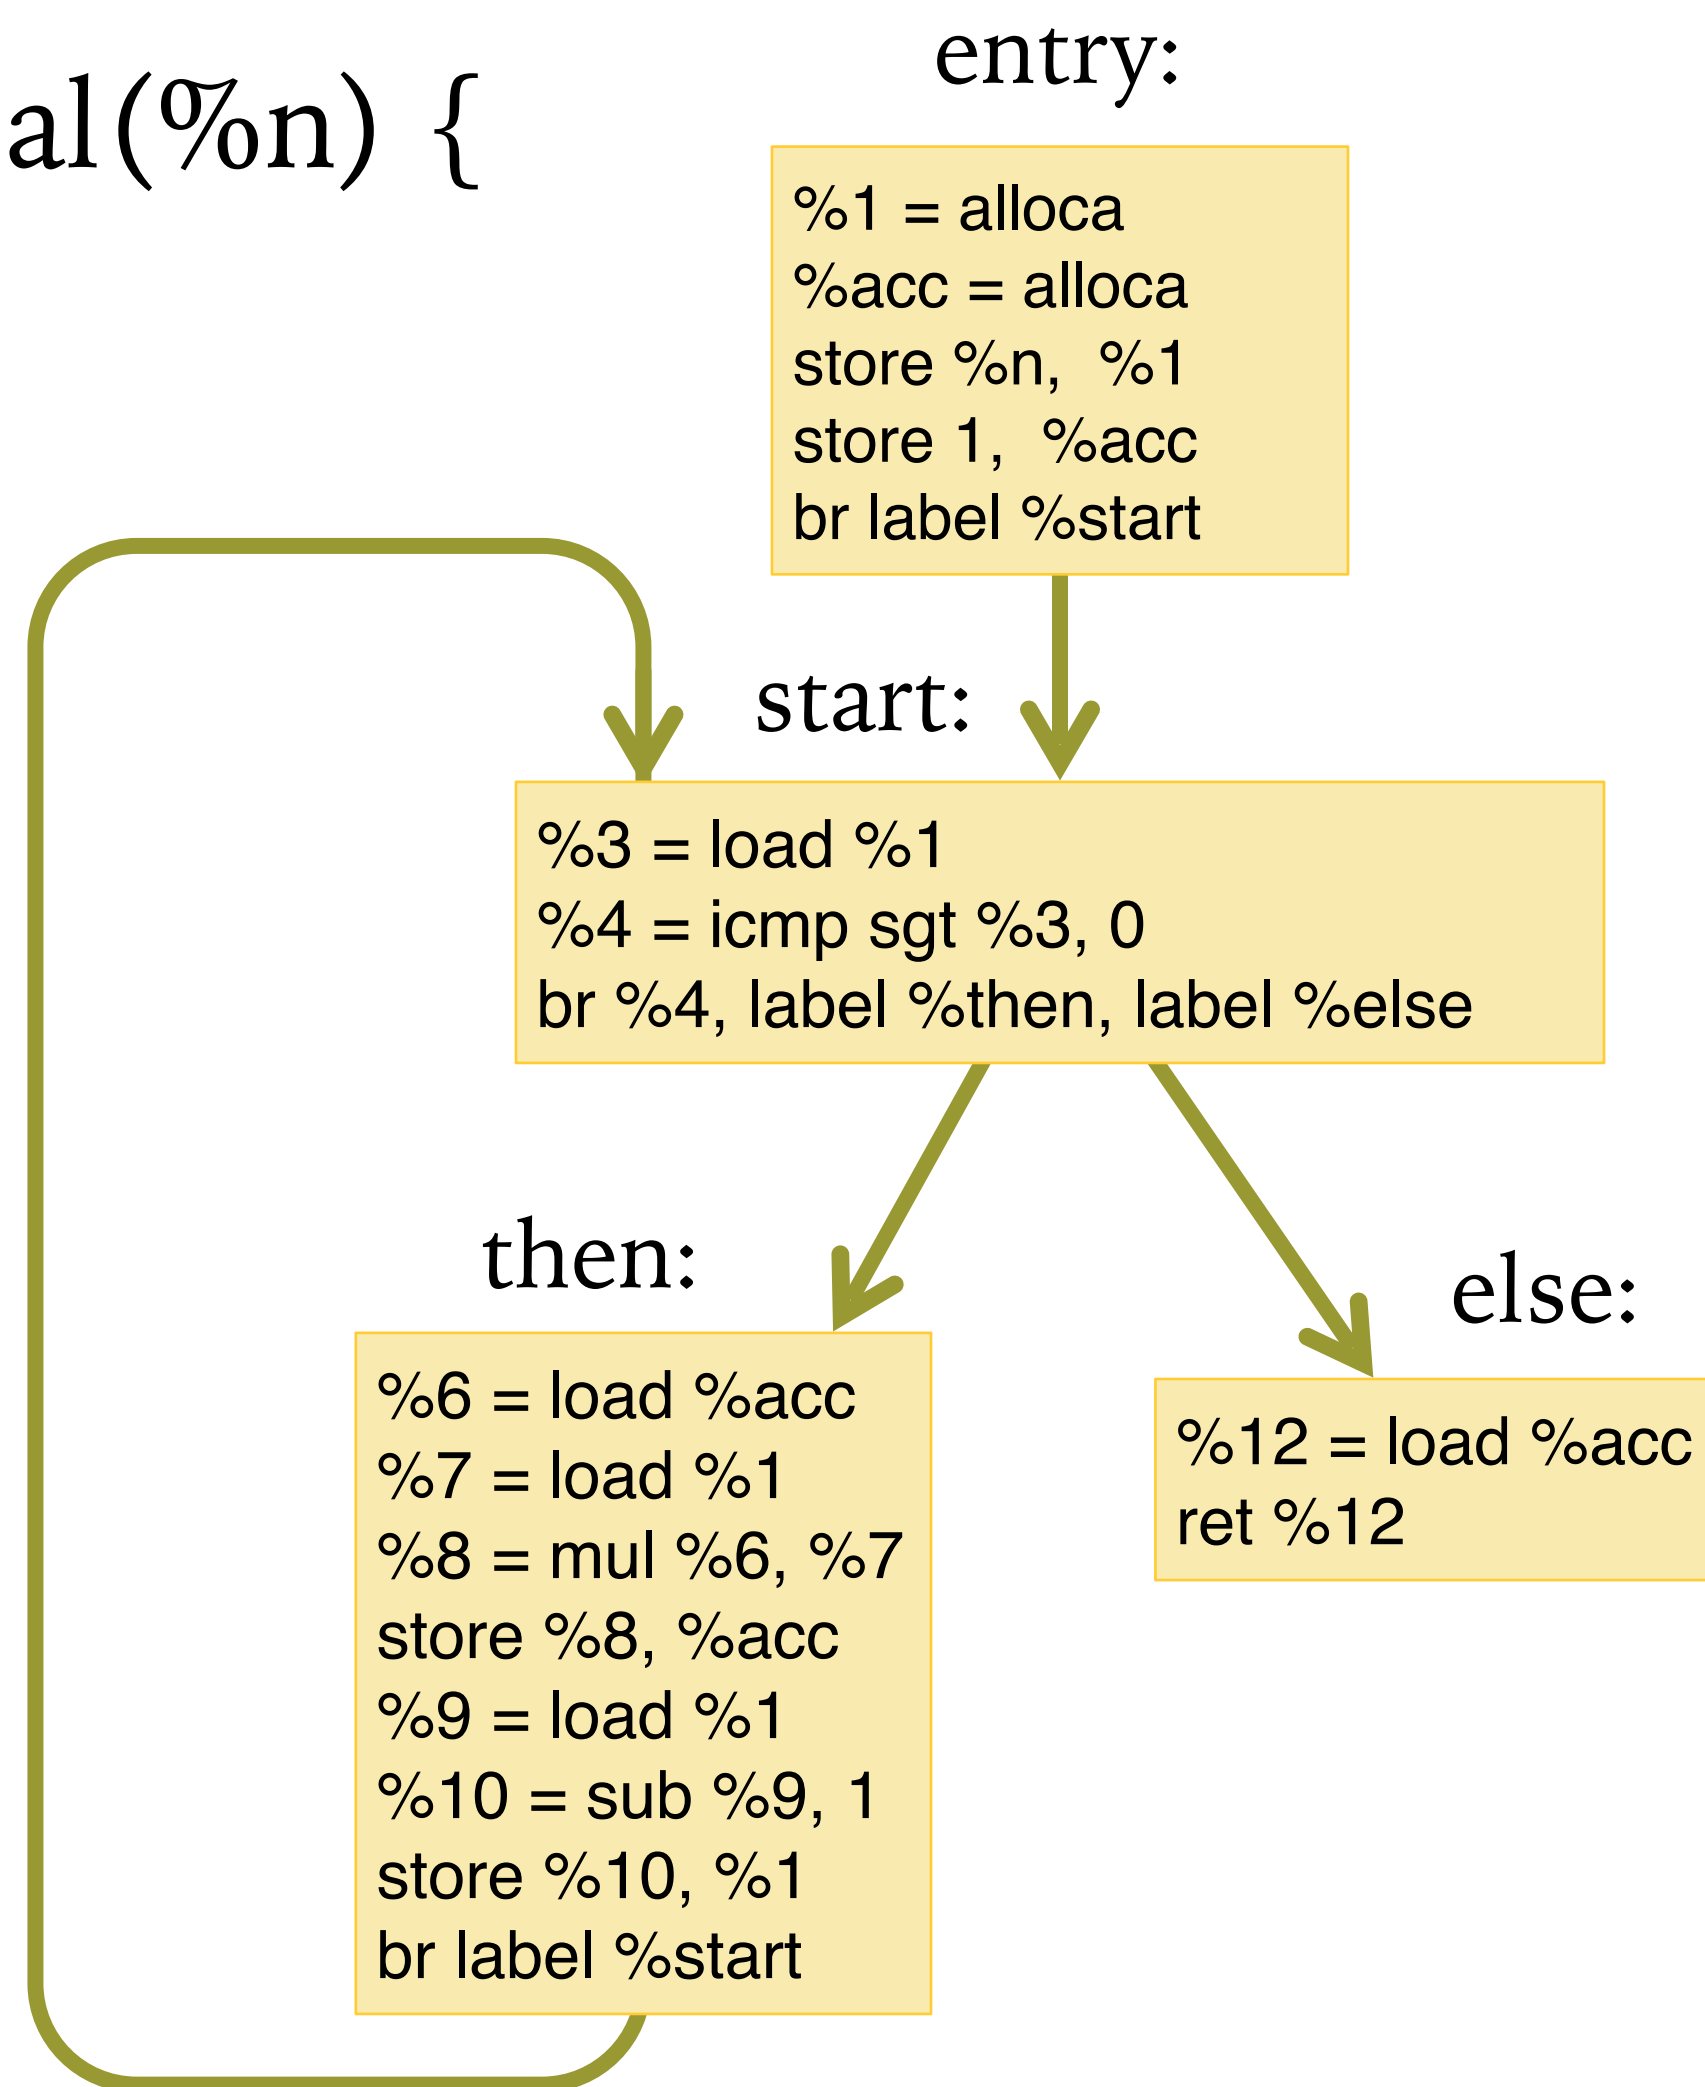 al(%n) {
entry:
%1 = alloca
%acc = alloca
store %n, %1
store 1, %acc
br label %start
start:
%3 = load %1
%4 = icmp sgt %3, 0
br %4, label %then, label %else
then:
%6 = load %acc
%7 = load %1
%8 = mul %6, %7
store %8, %acc
%9 = load %1
%10 = sub %9, 1
store %10, %1
br label %start
else:
%12 = load %acc
ret %12